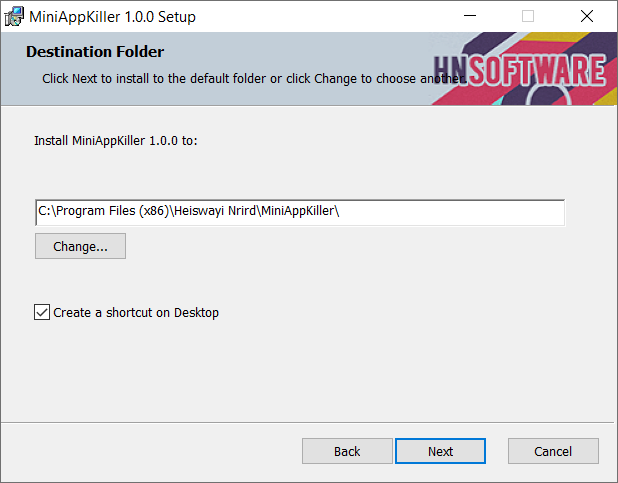 MiniAppKiller 1.0.0 Setup
Destination Folder
Click Next to install to the default folder or click Change to choose another.
HNSOFTWARE
Install MiniAppKiller 1.0.0 to:
C:\Program Files (x86)\Heiswayi Nrird\MiniAppKiller\
Change...
Create a shortcut on Desktop
Back Next Cancel